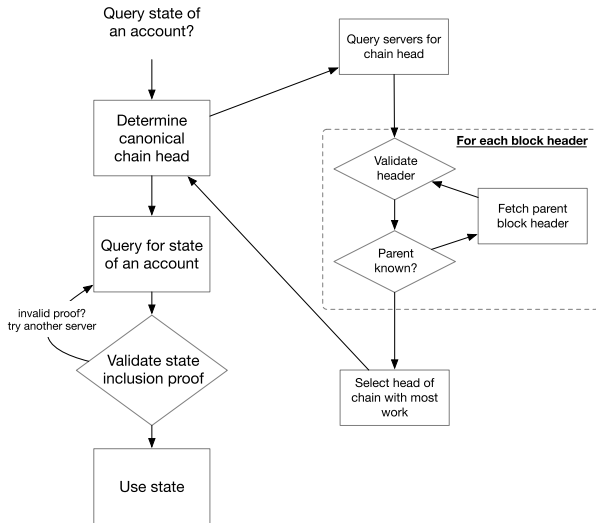 Query state of
an account?
Determine
canonical
chain head
Query for state
of an account
invalid proof?
try another server
Validate state
inclusion proof
Use state
Query servers for
chain head
For each block header
Validate
header
Fetch parent
block header
Parent
known?
Select head of
chain with most
work